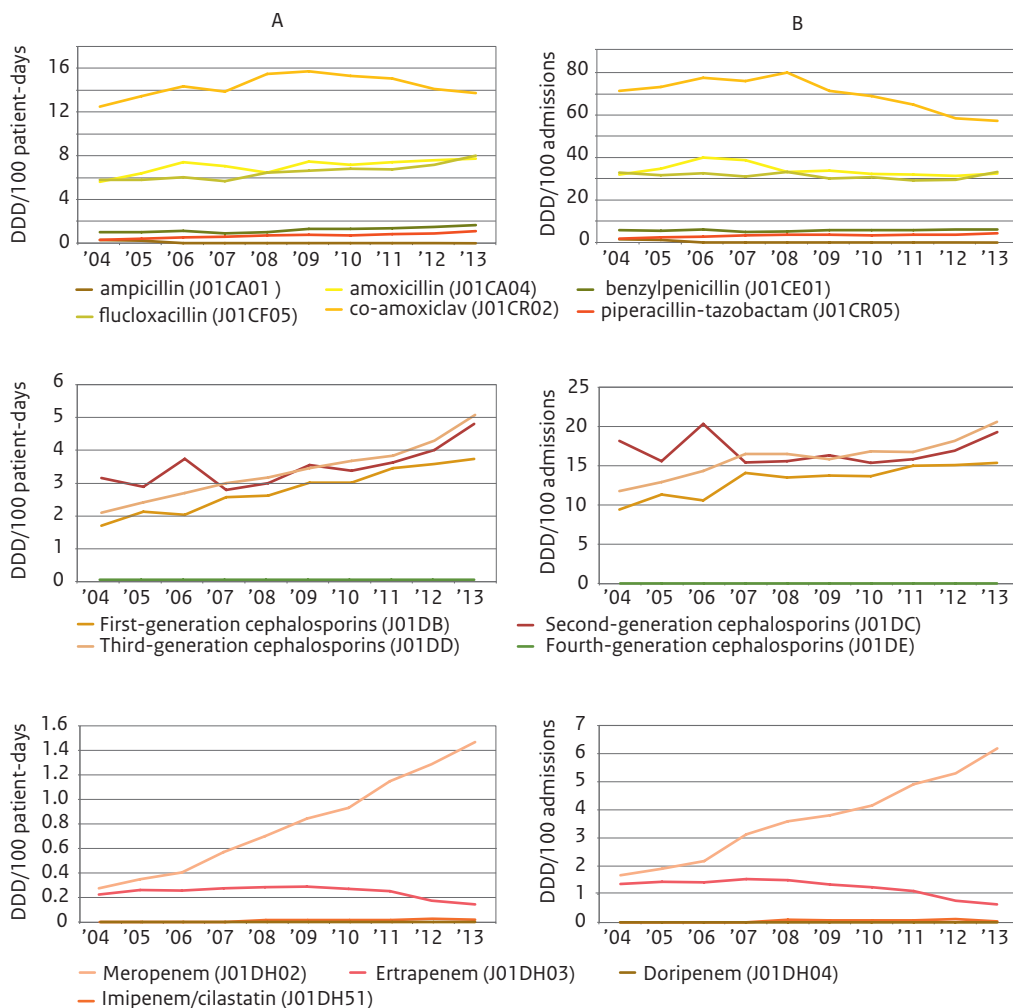 A
B
DDD/100 patient-days
16
12
8
4
0
'04 '05 '06 '07 '08 '09 '10 '11 '12 '13
DDD/100 admissions
80
60
40
20
0
'04 '05 '06 '07 '08 '09 '10 '11 '12 '13
ampicillin (J01CA01 )
amoxicillin (J01CA04)
benzylpenicillin (J01CE01)
flucloxacillin (J01CF05)
co-amoxiclav (J01CR02)
piperacillin-tazobactam (J01CR05)
DDD/100 patient-days
6
5
4
3
2
1
0
'04 '05 '06 '07 '08 '09 '10 '11 '12 '13
DDD/100 admissions
25
20
15
10
5
0
'04 '05 '06 '07 '08 '09 '10 '11 '12 '13
First-generation cephalosporins (J01DB)
Second-generation cephalosporins (J01DC)
Third-generation cephalosporins (J01DD)
Fourth-generation cephalosporins (J01DE)
DDD/100 patient-days
1.6
1.4
1.2
1.0
0.8
0.6
0.4
0.2
0
'04 '05 '06 '07 '08 '09 '10 '11 '12 '13
DDD/100 admissions
7
6
5
4
3
2
1
0
'04 '05 '06 '07 '08 '09 '10 '11 '12 '13
Meropenem (J01DH02)
Ertrapenem (J01DH03)
Doripenem (J01DH04)
Imipenem/cilastatin (J01DH51)